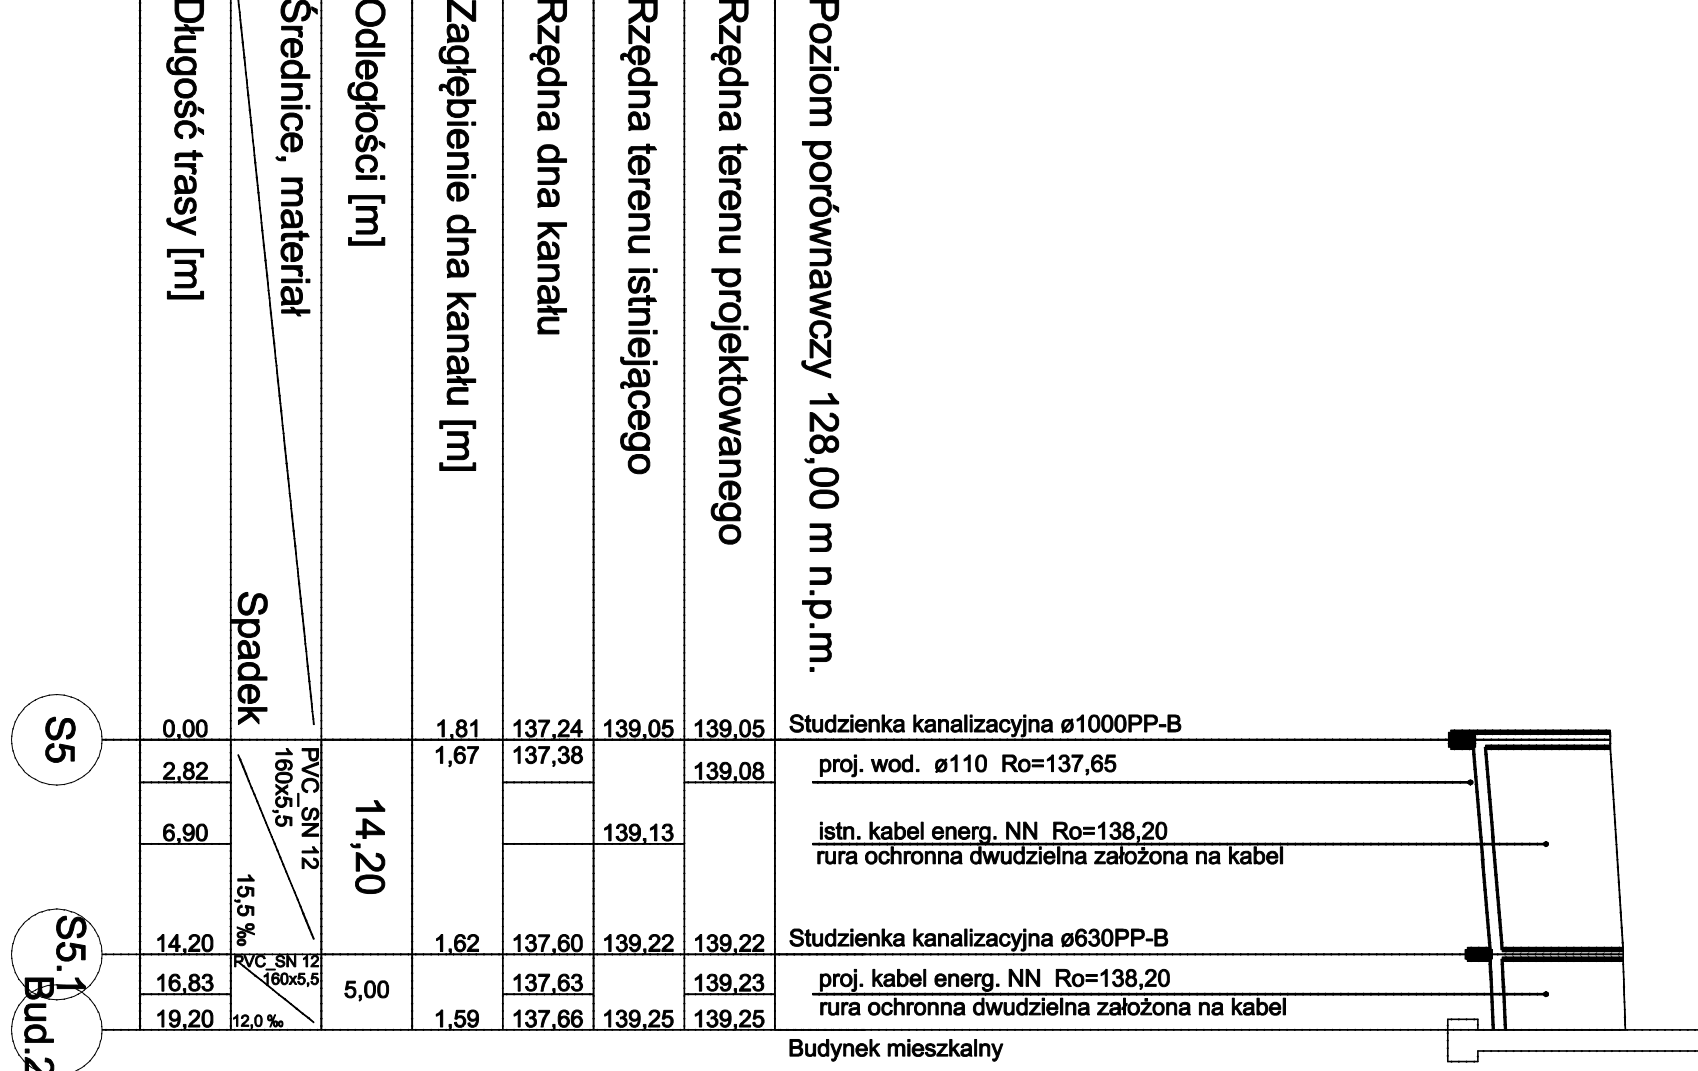 Poziom porównawczy 128,00 m n.p.m.
Rzędna terenu projektowanego
Rzędna terenu istniejącego
Rzędna dna kanału
Zagłębienie dna kanału [m]
Odległości [m]
Średnice, materiał
Spadek
Długość trasy [m]
S5
0,00
1,81
137,24
139,05
139,05
Studzienka kanalizacyjna ø1000PP-B
1,67
137,38
2,82
139,08
proj. wod. ø110 Ro=137,65
PVC_SN 12
160x5,5
15,5 ‰
14,20
6,90
139,13
istn. kabel energ. NN Ro=138,20
rura ochronna dwudzielna założona na kabel
S5.1
14,20
1,62
137,60
139,22
139,22
Studzienka kanalizacyjna ø630PP-B
PVC_SN 12
160x5,5
12,0 ‰
5,00
16,83
137,63
139,23
proj. kabel energ. NN Ro=138,20
rura ochronna dwudzielna założona na kabel
Bud.2
19,20
1,59
137,66
139,25
139,25
Budynek mieszkalny